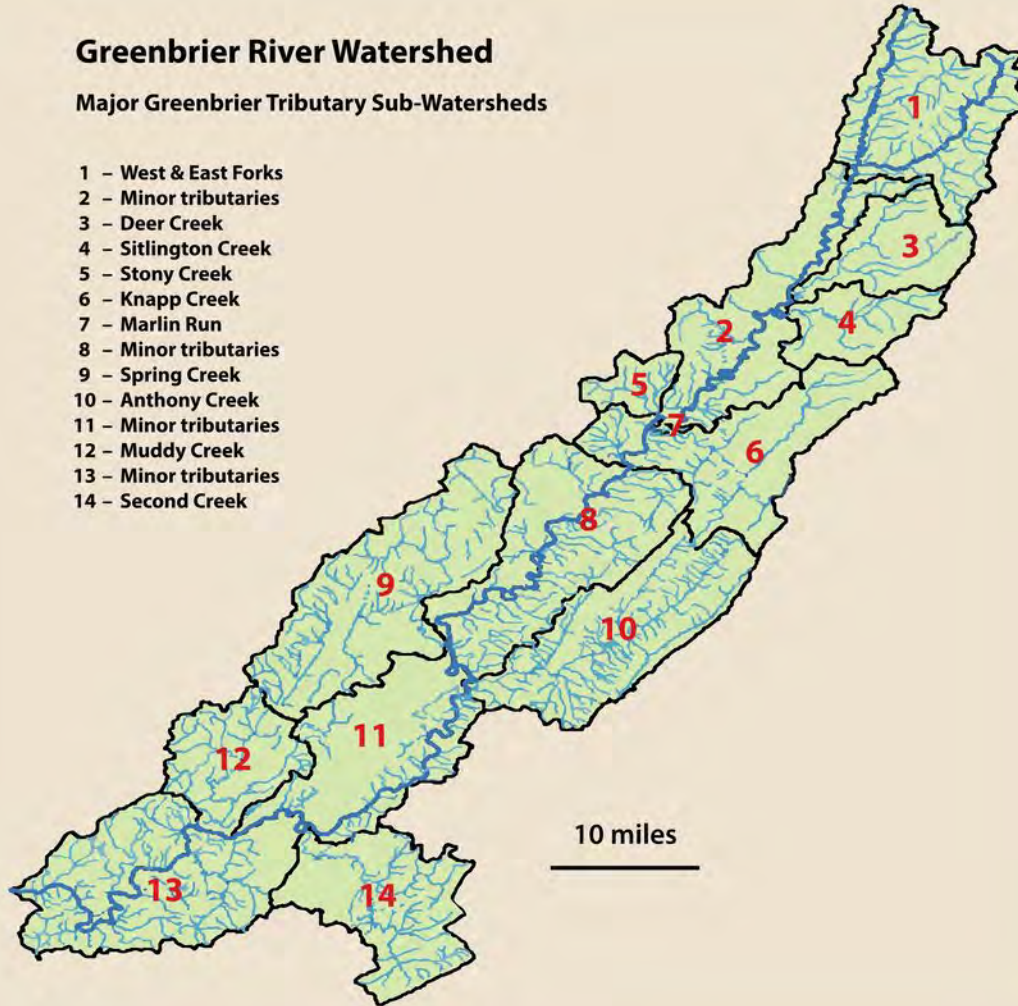 Greenbrier River Watershed
Major Greenbrier Tributary Sub-Watersheds
1 – West & East Forks
2 – Minor tributaries
3 – Deer Creek
4 – Sitlington Creek
5 – Stony Creek
6 – Knapp Creek
7 – Marlin Run
8 – Minor tributaries
9 – Spring Creek
10 – Anthony Creek
11 – Minor tributaries
12 – Muddy Creek
13 – Minor tributaries
14 – Second Creek
1
3
4
2
5
7
6
8
9
10
11
12
10 miles
13
14